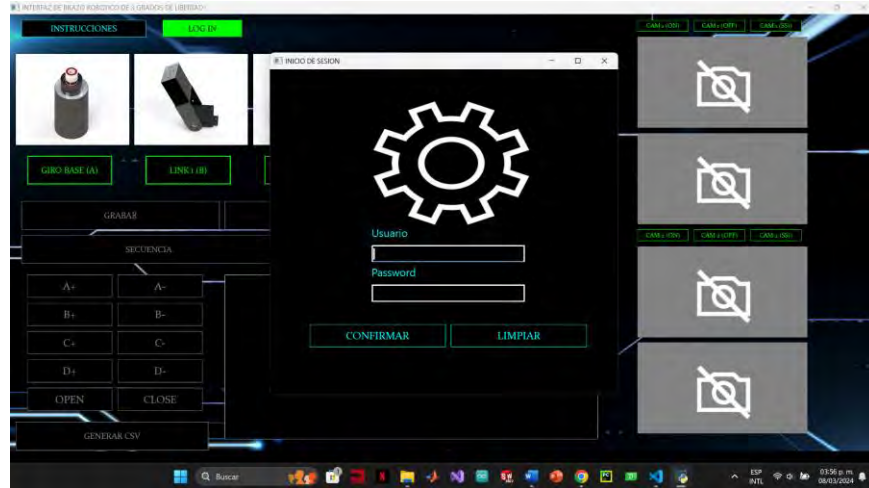 INTERFAZ DE BRAZO ROBOTICO DE 4 GRADOS DE LIBERTAD
INSTRUCCIONES
LOG IN
INICIO DE SESION
GIRO BASE (A)
LINK 1 (B)
GRABAR
SECUENCIA
Usuario
Password
CONFIRMAR
LIMPIAR
A+
A-
B+
B-
C+
C-
D+
D-
OPEN
CLOSE
GENERAR CSV
Buscar
ESP
INTL
03:56 p. m.
08/03/2024